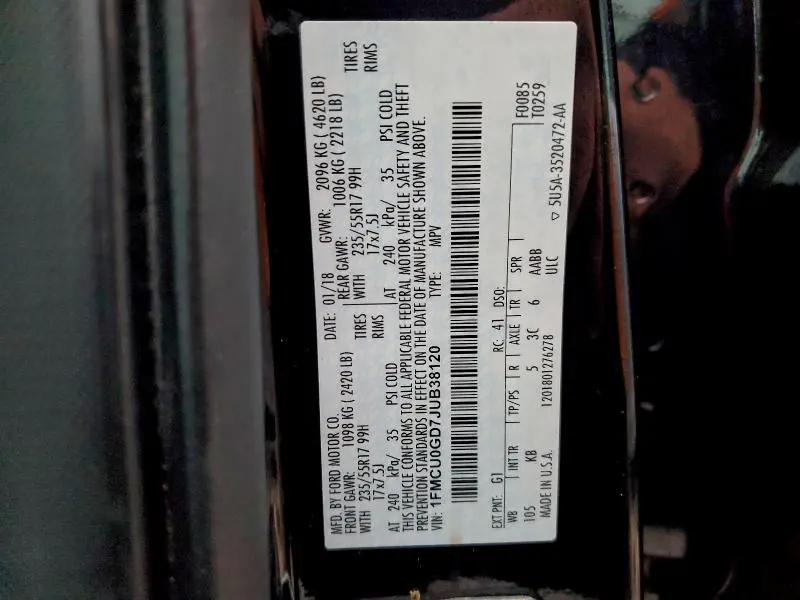 MFD. BY FORD MOTOR CO. DATE: 01/18 GVWR: 2096 KG ( 4620 LB)
FRONT GAWR: 1098 KG ( 2420 LB) REAR GAWR: 1006 KG ( 2218 LB)
WITH 235/55R17 99H TIRES WITH 235/55R17 99H TIRES
17x7.5J RIMS 17x7.5J RIMS
AT 240 kPa/ 35 PSI COLD AT 240 kPa/ 35 PSI COLD
THIS VEHICLE CONFORMS TO ALL APPLICABLE FEDERAL MOTOR VEHICLE SAFETY AND THEFT
PREVENTION STANDARDS IN EFFECT ON THE DATE OF MANUFACTURE SHOWN ABOVE.
VIN: 1FMCU0GD7JUB38120 TYPE: MPV
EXT PNT: G1 RC: 41 DSO: F0085
WB INT TR TP/PS R AXLE TR SPR T0259
105 KB 5 3C 6 AABB
MADE IN U.S.A. 1201801276278 ULC ▽ 5U5A-3520472-AA